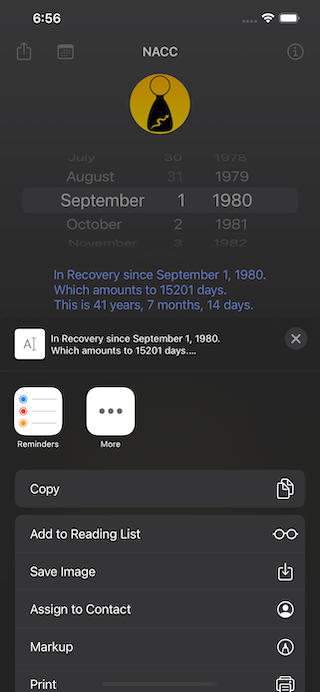 6:56
NACC
July 30 1978
August 31 1979
September 1 1980
October 2 1981
November 3 1982
In Recovery since September 1, 1980.
Which amounts to 15201 days.
This is 41 years, 7 months, 14 days.
A
In Recovery since September 1, 1980.
Which amounts to 15201 days....
Reminders
More
Copy
Add to Reading List
Save Image
Assign to Contact
Markup
Print